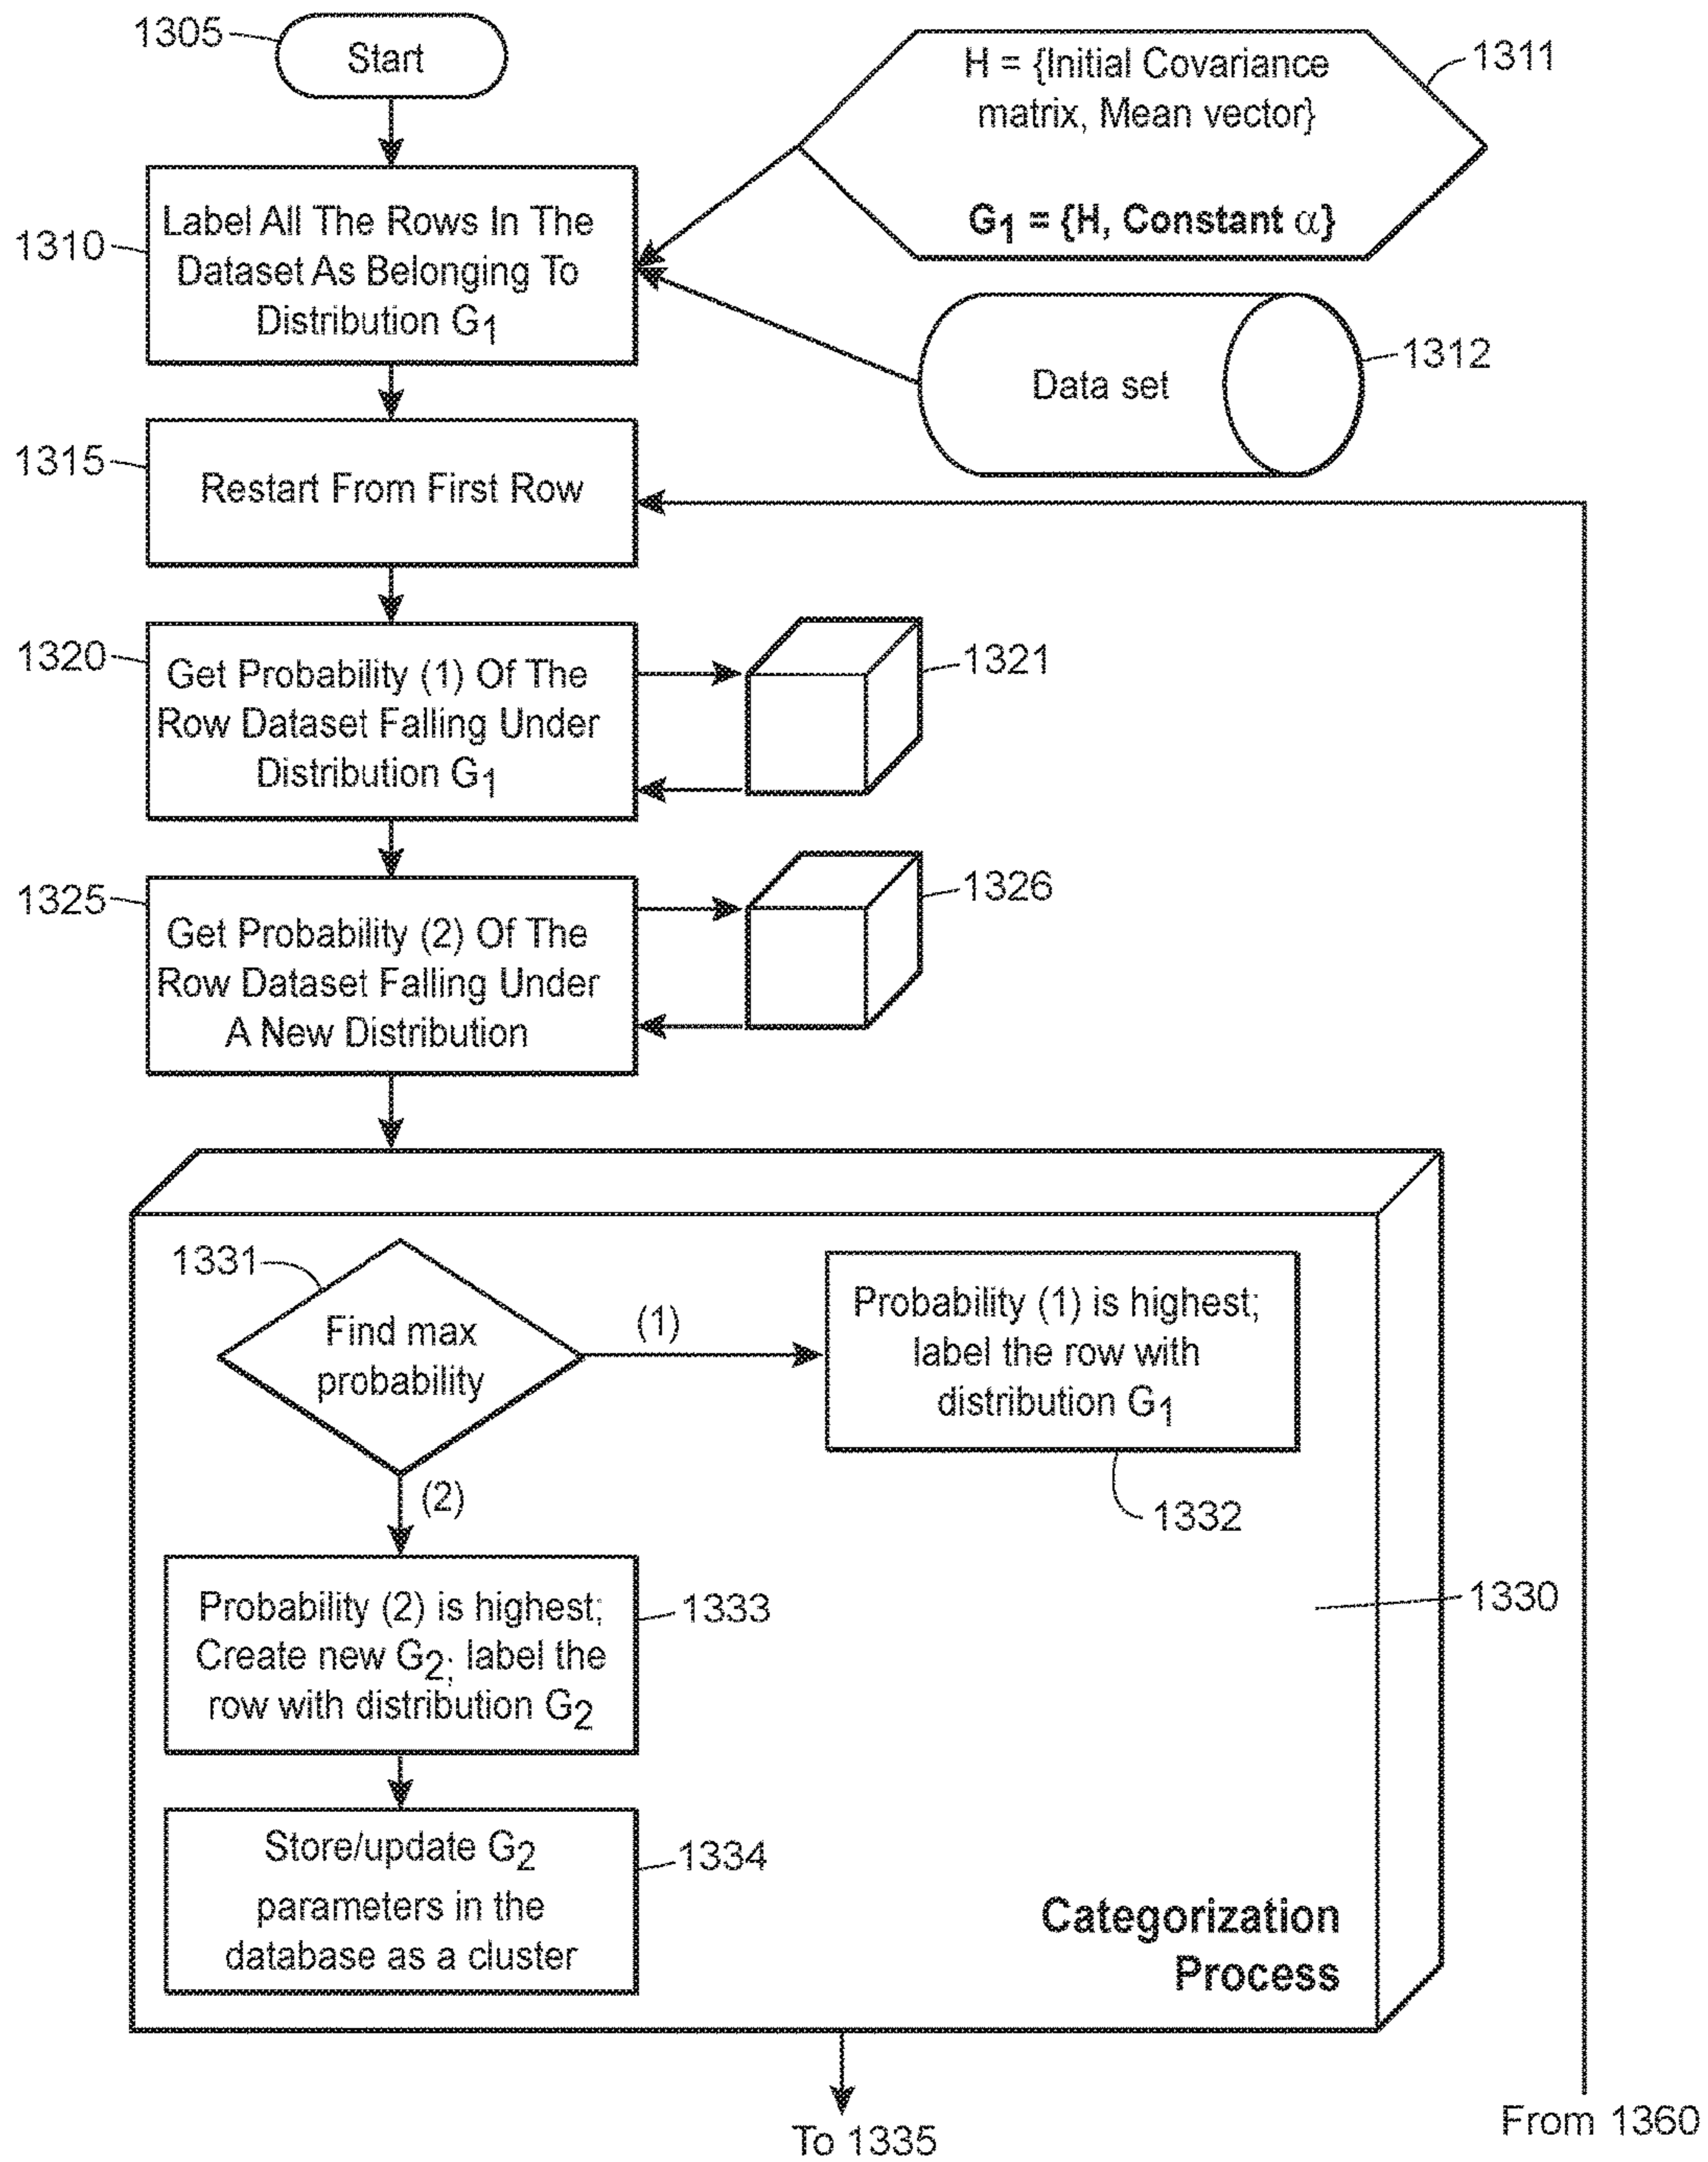 1305
Start
H = {Initial Covariance
matrix, Mean vector}
G1 = {H, Constant α}
1311
1310
Label All The Rows In The
Dataset As Belonging To
Distribution G1
Data set
1312
1315
Restart From First Row
1320
Get Probability (1) Of The
Row Dataset Falling Under
Distribution G1
1321
1325
Get Probability (2) Of The
Row Dataset Falling Under
A New Distribution
1326
1331
Find max
probability
(1)
Probability (1) is highest;
label the row with
distribution G1
1332
(2)
Probability (2) is highest;
Create new G2; label the
row with distribution G2
1333
1330
Store/update G2
parameters in the
database as a cluster
1334
Categorization
Process
To 1335
From 1360